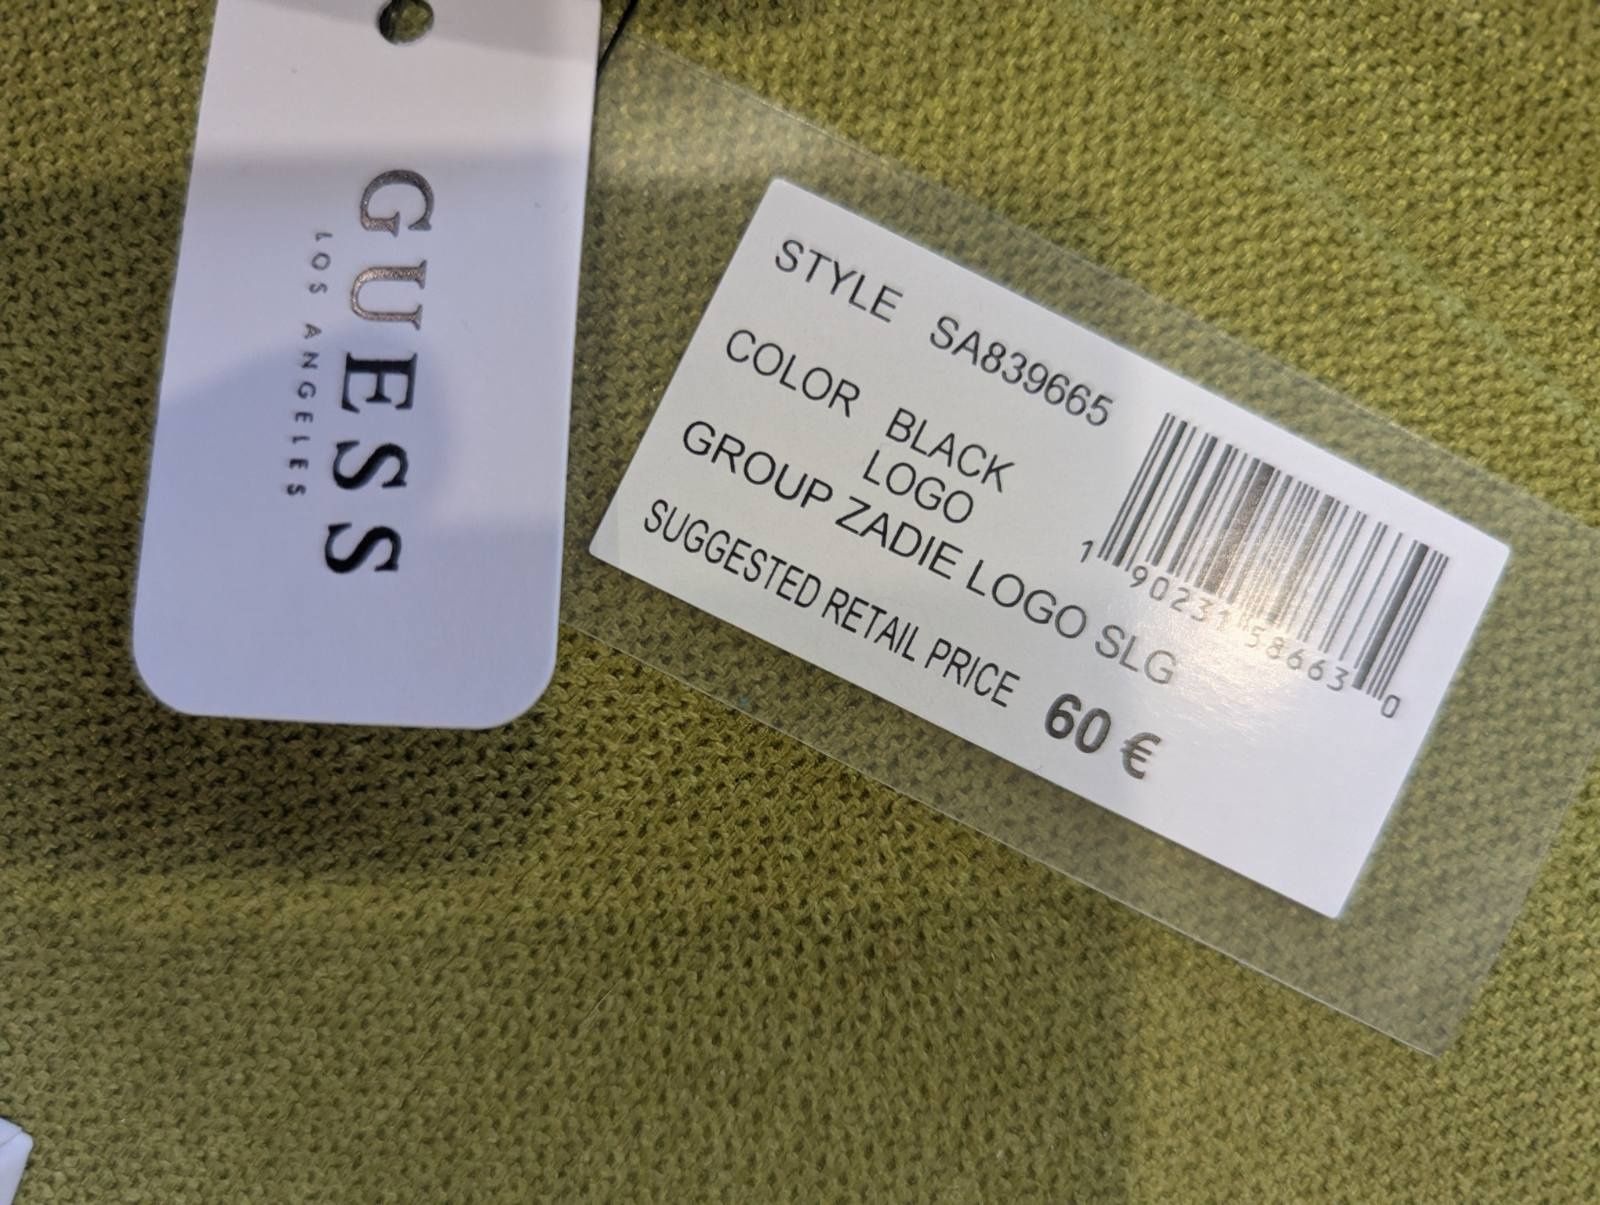 GUESS
LOS ANGELES
STYLE SA839665
COLOR BLACK
LOGO
GROUP ZADIE LOGO SLG
SUGGESTED RETAIL PRICE 60 €
1 90231 58663 0